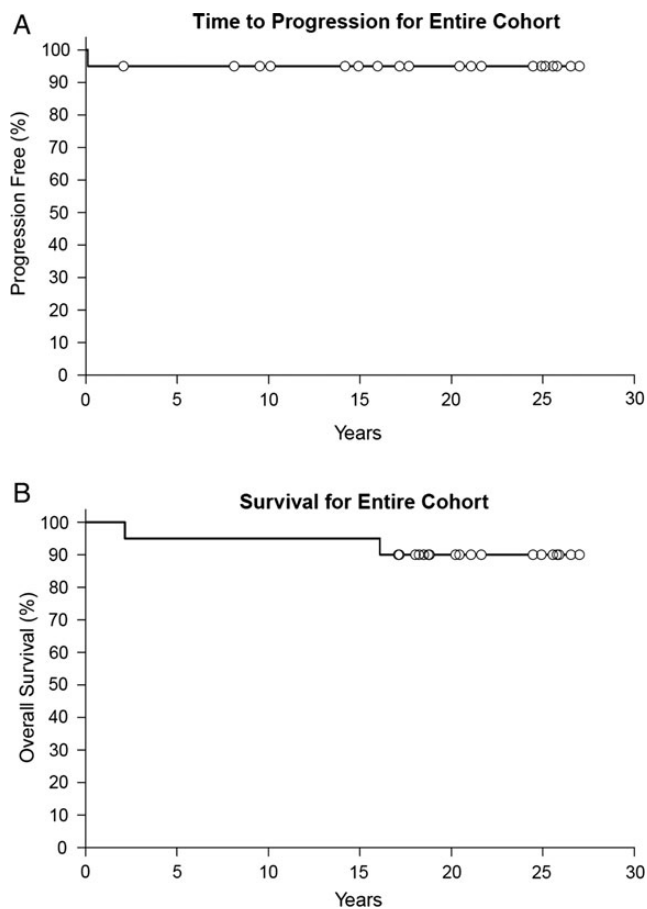 A
Time to Progression for Entire Cohort
100
90
80
70
60
50
40
30
20
10
0
Progression Free (%)
0 5 10 15 20 25 30
Years
B
Survival for Entire Cohort
100
90
80
70
60
50
40
30
20
10
0
Overall Survival (%)
0 5 10 15 20 25 30
Years